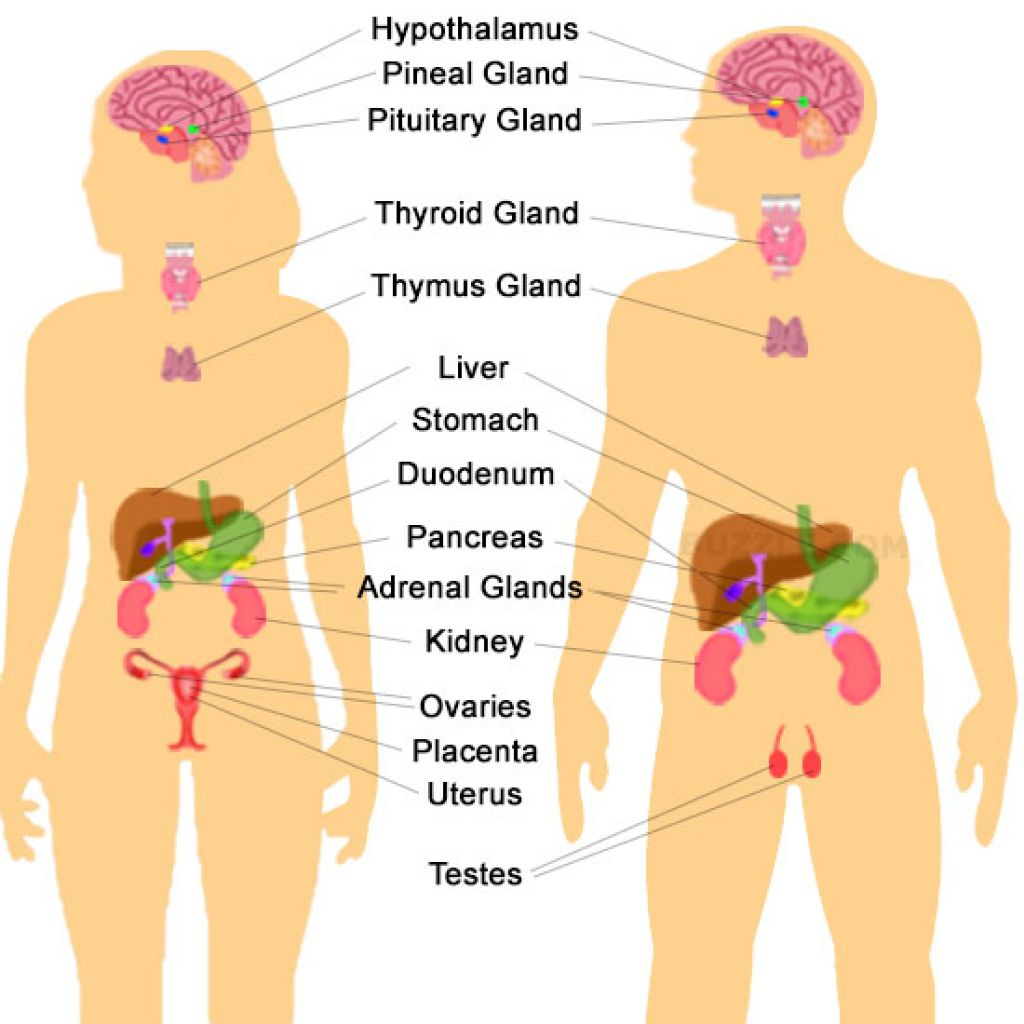 Hypothalamus
Pineal Gland
Pituitary Gland
Thyroid Gland
Thymus Gland
Liver
Stomach
Duodenum
Pancreas
Adrenal Glands
Kidney
Ovaries
Placenta
Uterus
Testes